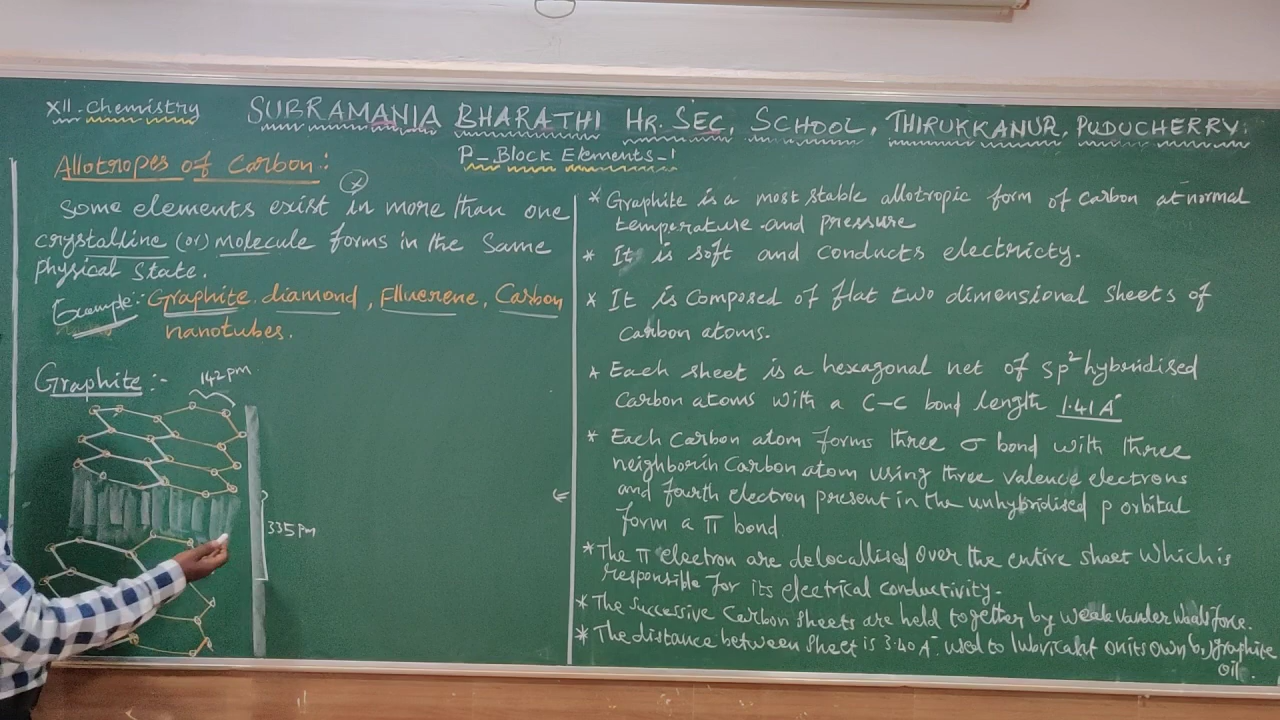 XII. Chemistry
SUBRAMANIA BHARATHI HR. SEC, SCHOOL, THIRUKKANUR, PUDUCHERRY:
P-Block Elements-1
Allotropes of Carbon:
Some elements exist in more than one
crystalline (or) molecule forms in the same
physical state.
Example:- Graphite, diamond, Flluerene, Carbon
nanotubes.
Graphite:-
142 pm
335 pm
* Graphite is a most stable allotropic form of carbon at normal
temperature and pressure
* It is soft and conducts electricty.
* It is composed of flat two dimensional sheets of
Carbon atoms.
* Each sheet is a hexagonal net of sp² hybridised
Carbon atoms with a C-C bond length 1.41 A°
* Each Carbon atom forms three σ bond with three
neighborin Carbon atom using three valence electrons
and fourth electron present in the unhybridised p orbital
form a π bond
* The π electron are delocallised over the entire sheet which is
responsible for its electrical conductivity.
* The successive Carbon sheets are held together by weak vander waals force.
* The distance between sheet is 3.40 A°. used to lubricant on its own graphite
oil.